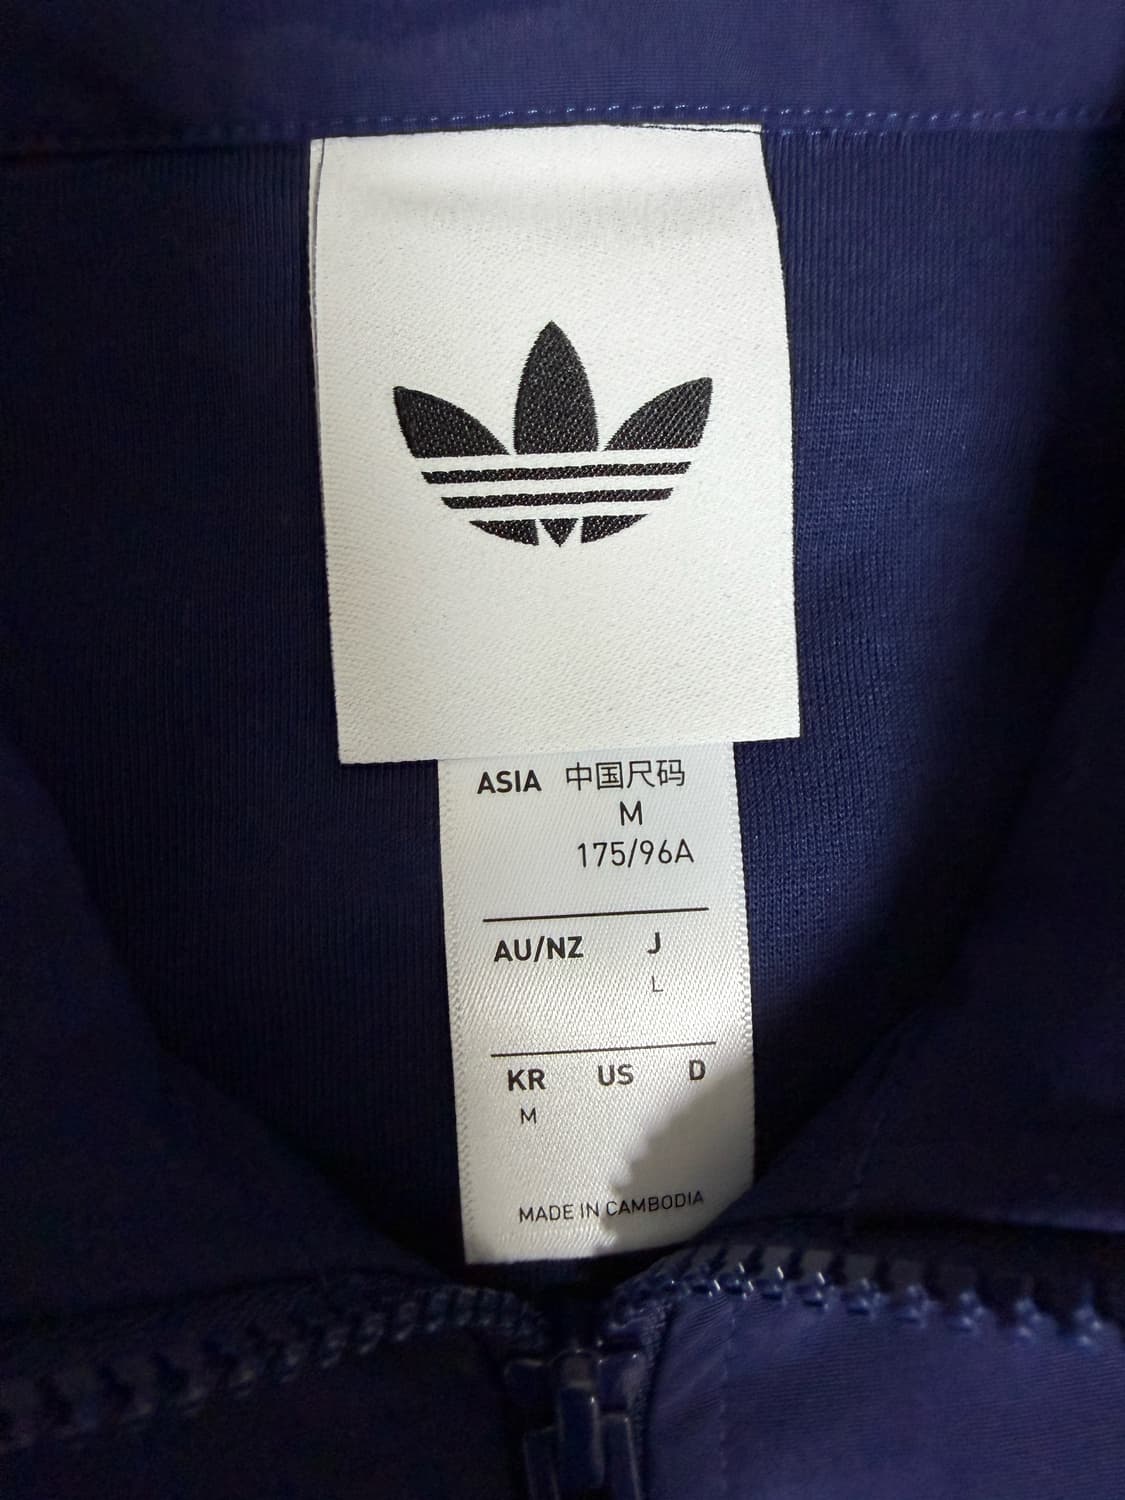 ASIA 中国尺码
M
175/96A
AU/NZ J
L
KR US D
M
MADE IN CAMBODIA